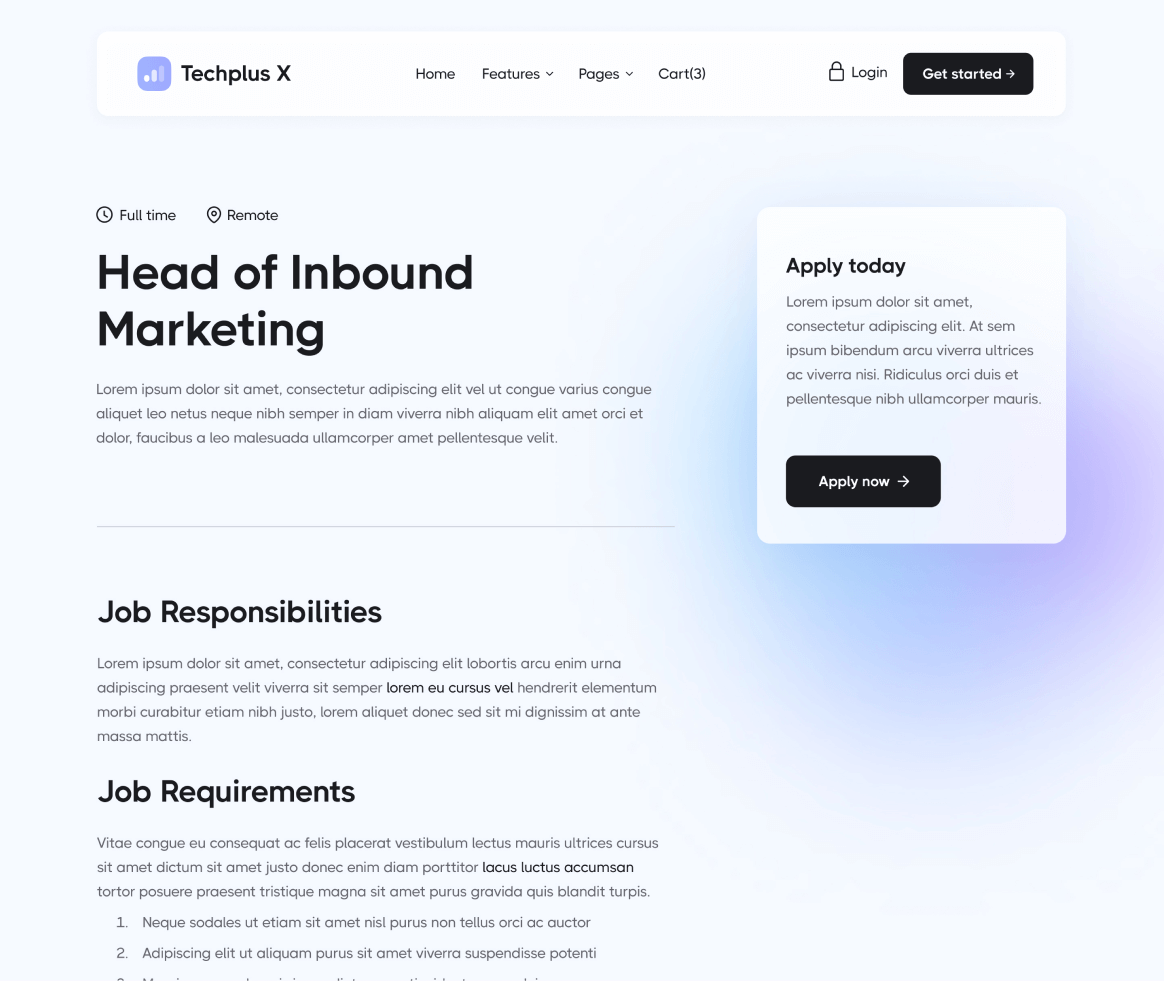 Techplus X
Home Features Pages Cart(3)
Login
Get started →
Full time Remote
Head of Inbound
Marketing
Lorem ipsum dolor sit amet, consectetur adipiscing elit vel ut congue varius congue
aliquet leo netus neque nibh semper in diam viverra nibh aliquam elit amet orci et
dolor, faucibus a leo malesuada ullamcorper amet pellentesque velit.
Apply today
Lorem ipsum dolor sit amet,
consectetur adipiscing elit. At sem
ipsum bibendum arcu viverra ultrices
ac viverra nisi. Ridiculus orci duis et
pellentesque nibh ullamcorper mauris.
Apply now →
Job Responsibilities
Lorem ipsum dolor sit amet, consectetur adipiscing elit lobortis arcu enim urna
adipiscing praesent velit viverra sit semper lorem eu cursus vel hendrerit elementum
morbi curabitur etiam nibh justo, lorem aliquet donec sed sit mi dignissim at ante
massa mattis.
Job Requirements
Vitae congue eu consequat ac felis placerat vestibulum lectus mauris ultrices cursus
sit amet dictum sit amet justo donec enim diam porttitor lacus luctus accumsan
tortor posuere praesent tristique magna sit amet purus gravida quis blandit turpis.
1. Neque sodales ut etiam sit amet nisl purus non tellus orci ac auctor
2. Adipiscing elit ut aliquam purus sit amet viverra suspendisse potenti